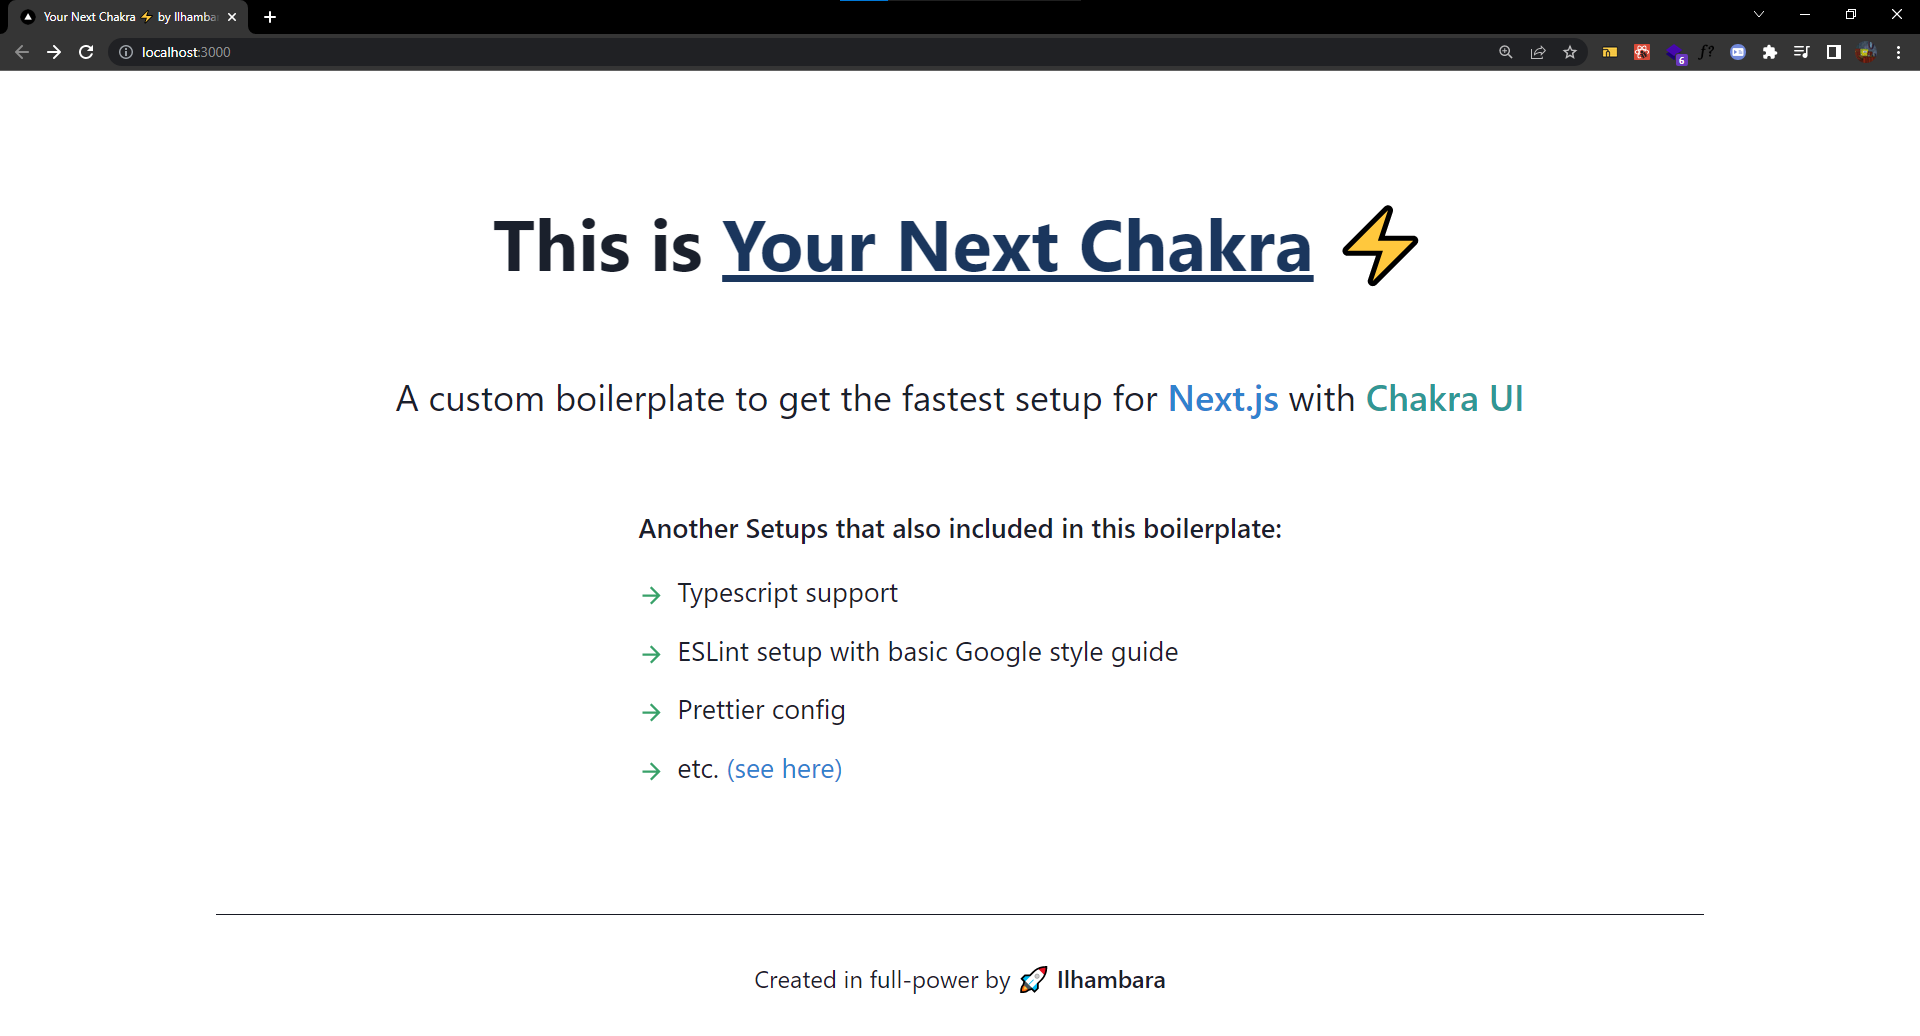 Your Next Chakra ⚡ by Ilhamba
localhost:3000
6
f?
This is Your Next Chakra ⚡
A custom boilerplate to get the fastest setup for Next.js with Chakra UI
Another Setups that also included in this boilerplate:
→ Typescript support
→ ESLint setup with basic Google style guide
→ Prettier config
→ etc. (see here)
Created in full-power by 🚀 Ilhambara